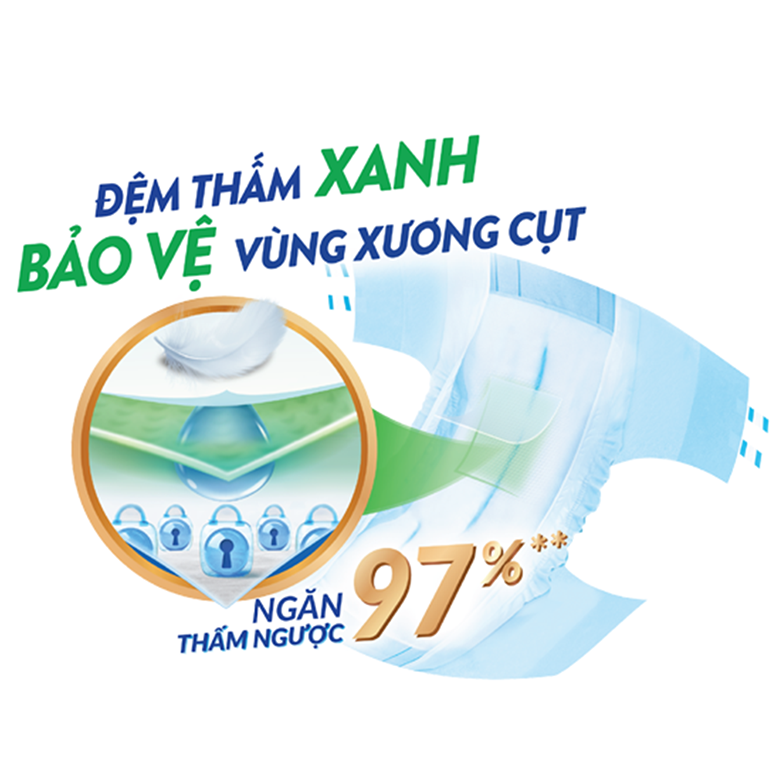 ĐỆM THẤM XANH
BẢO VỆ VÙNG XƯƠNG CỤT
NGĂN
THẤM NGƯỢC
97%**